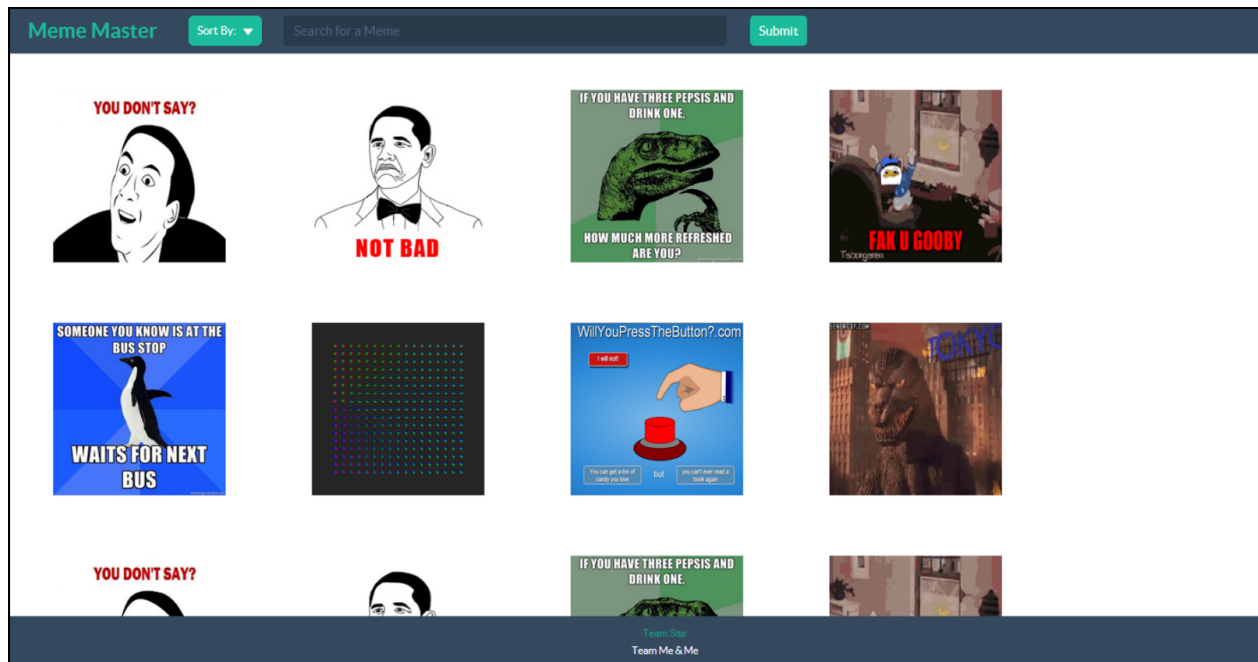 Meme Master
Sort By:
Search for a Meme
Submit
YOU DON'T SAY?
NOT BAD
IF YOU HAVE THREE PEPSIS AND
DRINK ONE,
HOW MUCH MORE REFRESHED
ARE YOU?
FAK U GOOBY
Tisburgeren
SOMEONE YOU KNOW IS AT THE
BUS STOP
WAITS FOR NEXT
BUS
WillYouPressTheButton?.com
I will not!
You can get a ton of
candy you love
but
you can't ever read a
book again
TOKYO
YOU DON'T SAY?
IF YOU HAVE THREE PEPSIS AND
DRINK ONE,
Team Site
Team Me & Me